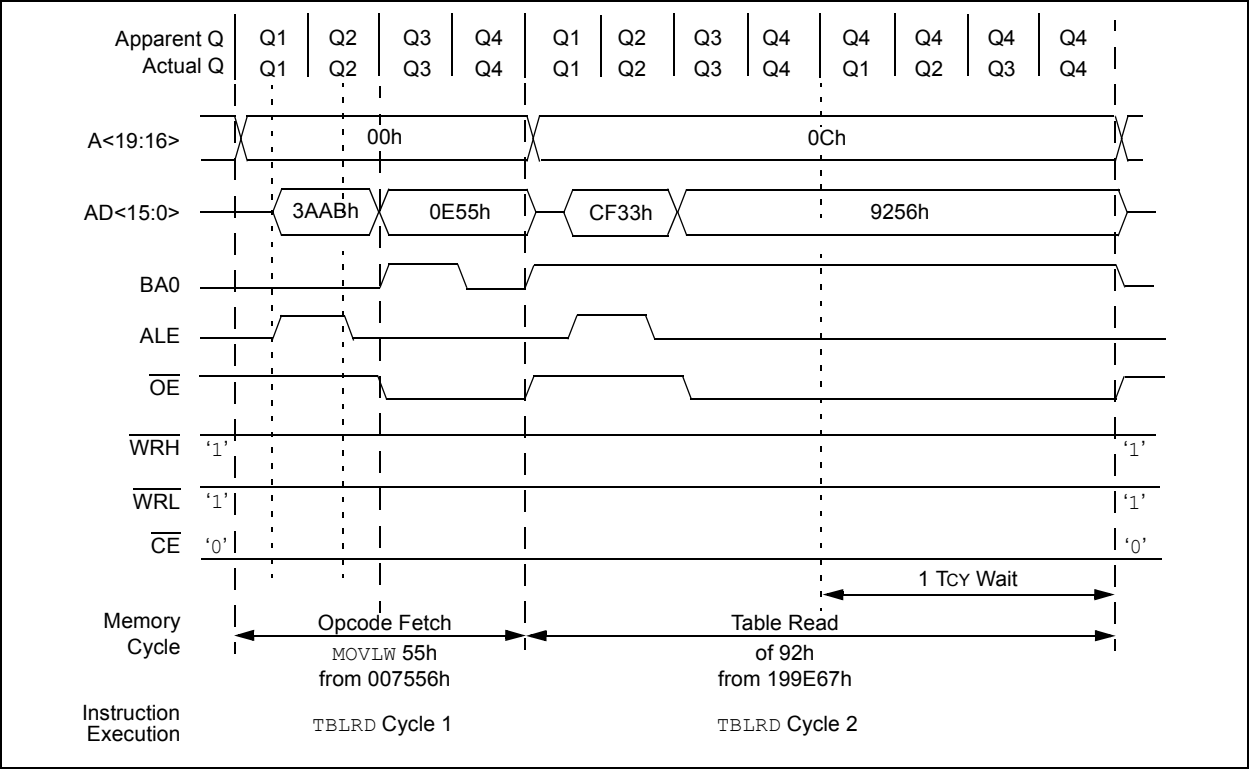 Apparent Q Q1 Q2 Q3 Q4 Q1 Q2 Q3 Q4 Q4 Q4 Q4 Q4
Actual Q Q1 Q2 Q3 Q4 Q1 Q2 Q3 Q4 Q1 Q2 Q3 Q4
A<19:16> 00h 0Ch
AD<15:0> 3AABh 0E55h CF33h 9256h
BA0
ALE
OE
WRH ‘1’ ‘1’
WRL ‘1’ ‘1’
CE ‘0’ ‘0’
1 TCY Wait
Memory Cycle
Opcode Fetch
MOVLW 55h
from 007556h
Table Read
of 92h
from 199E67h
Instruction
Execution
TBLRD Cycle 1
TBLRD Cycle 2